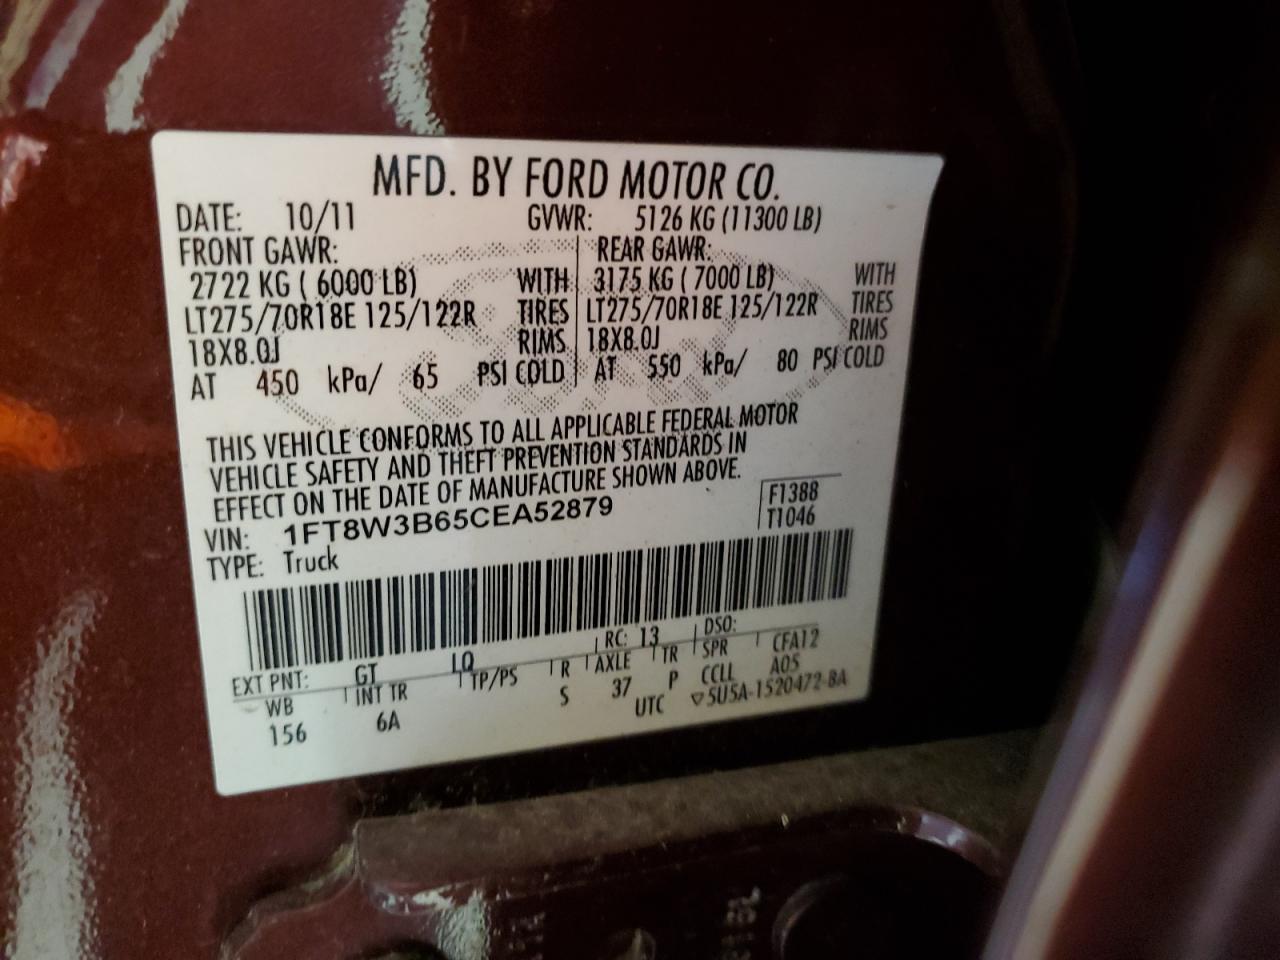 MFD. BY FORD MOTOR CO.
DATE: 10/11 GVWR: 5126 KG (11300 LB)
FRONT GAWR: REAR GAWR:
2722 KG ( 6000 LB) WITH 3175 KG ( 7000 LB) WITH
LT275/70R18E 125/122R TIRES LT275/70R18E 125/122R TIRES
18X8.0J RIMS 18X8.0J RIMS
AT 450 kPa/ 65 PSI COLD AT 550 kPa/ 80 PSI COLD
THIS VEHICLE CONFORMS TO ALL APPLICABLE FEDERAL MOTOR
VEHICLE SAFETY AND THEFT PREVENTION STANDARDS IN
EFFECT ON THE DATE OF MANUFACTURE SHOWN ABOVE.
VIN: 1FT8W3B65CEA52879 F1388
TYPE: Truck T1046
EXT PNT: GT LQ RC: 13 DSO:
WB INT TR TP/PS R AXLE TR SPR CFA12
156 6A S 37 P CCLL A05
UTC ▽SU5A-1520472-BA